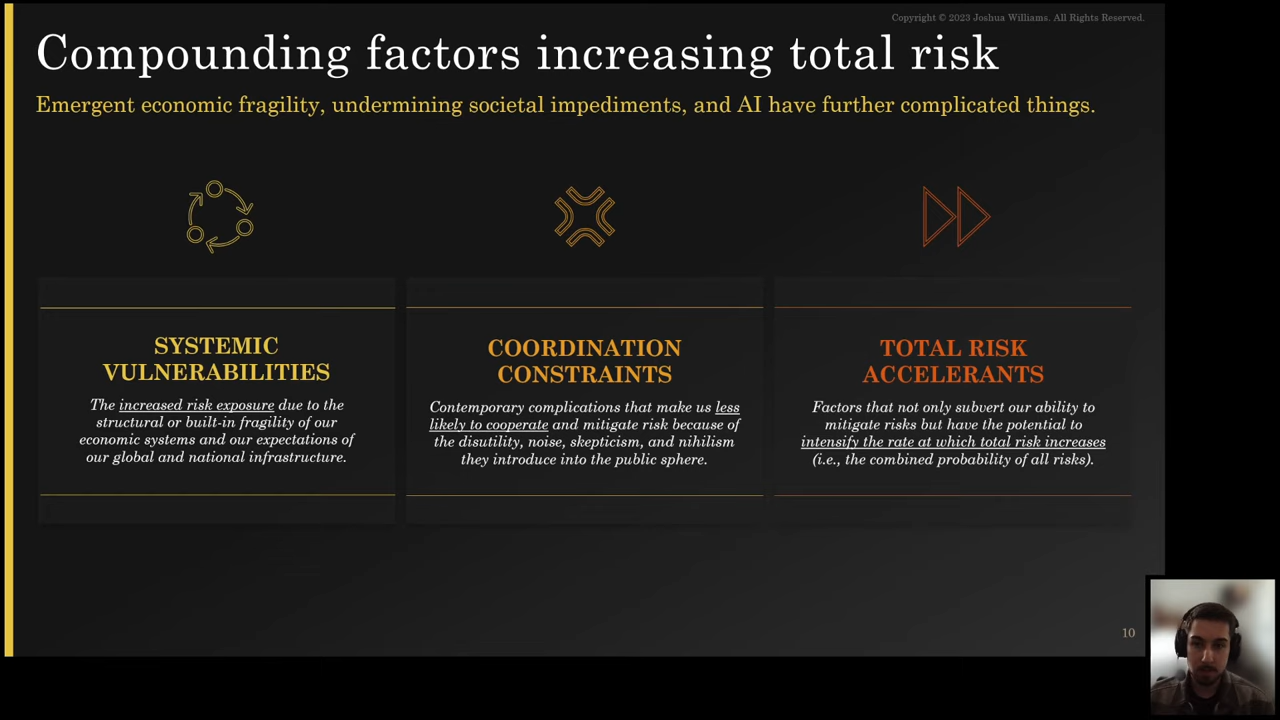 Copyright © 2023 Joshua Williams. All Rights Reserved.
Compounding factors increasing total risk
Emergent economic fragility, undermining societal impediments, and AI have further complicated things.
SYSTEMIC
VULNERABILITIES
The increased risk exposure due to the
structural or built-in fragility of our
economic systems and our expectations of
our global and national infrastructure.
COORDINATION
CONSTRAINTS
Contemporary complications that make us less
likely to cooperate and mitigate risk because of
the disutility, noise, skepticism, and nihilism
they introduce into the public sphere.
TOTAL RISK
ACCELERANTS
Factors that not only subvert our ability to
mitigate risks but have the potential to
intensify the rate at which total risk increases
(i.e., the combined probability of all risks).
10